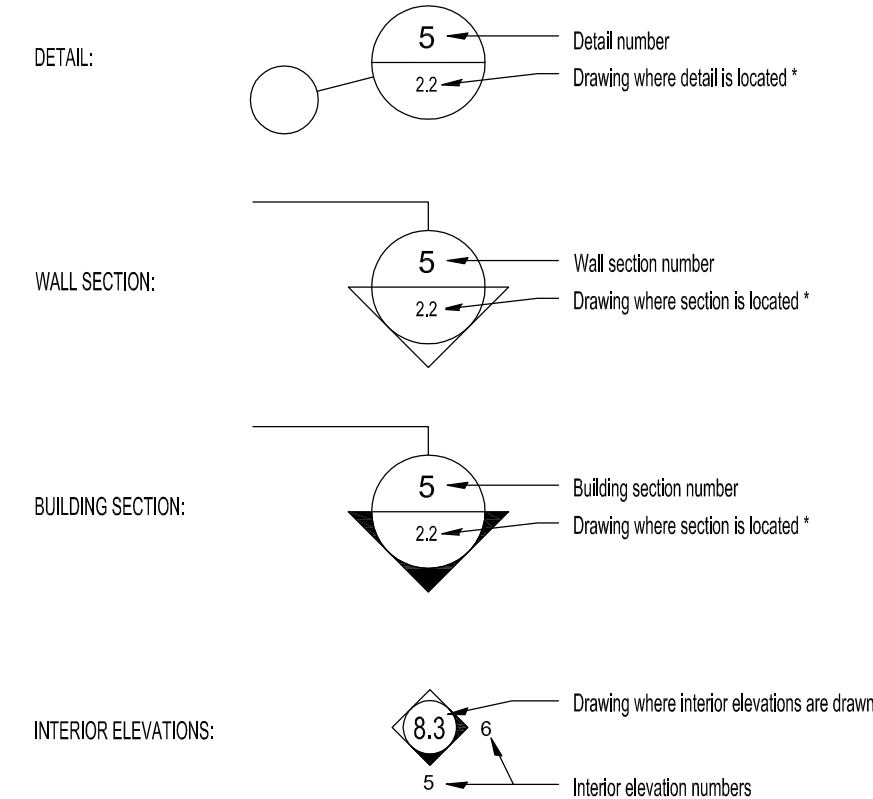 5
Detail number
DETAIL:
2.2
Drawing where detail is located *
5
Wall section number
WALL SECTION:
2.2
Drawing where section is located *
5
Building section number
BUILDING SECTION:
2.2
Drawing where section is located *
Drawing where interior elevations are drawn
INTERIOR ELEVATIONS:
8.3
6
5
Interior elevation numbers